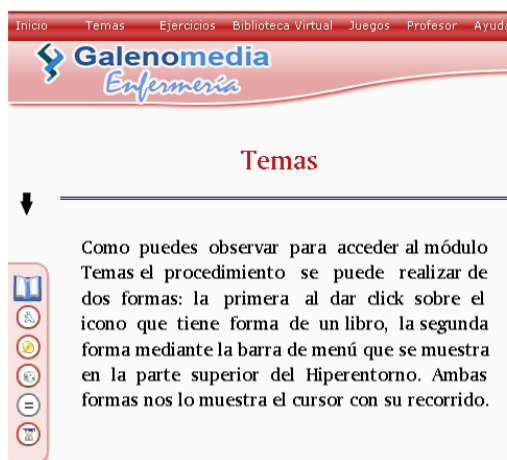 Inicio Temas Ejercicios Biblioteca Virtual Juegos Profesor Ayuda
Galenomedia
Enfermería
Temas
Como puedes observar para acceder al módulo
Temas el procedimiento se puede realizar de
dos formas: la primera al dar click sobre el
icono que tiene forma de un libro, la segunda
forma mediante la barra de menú que se muestra
en la parte superior del Hiperentorno. Ambas
formas nos lo muestra el cursor con su recorrido.